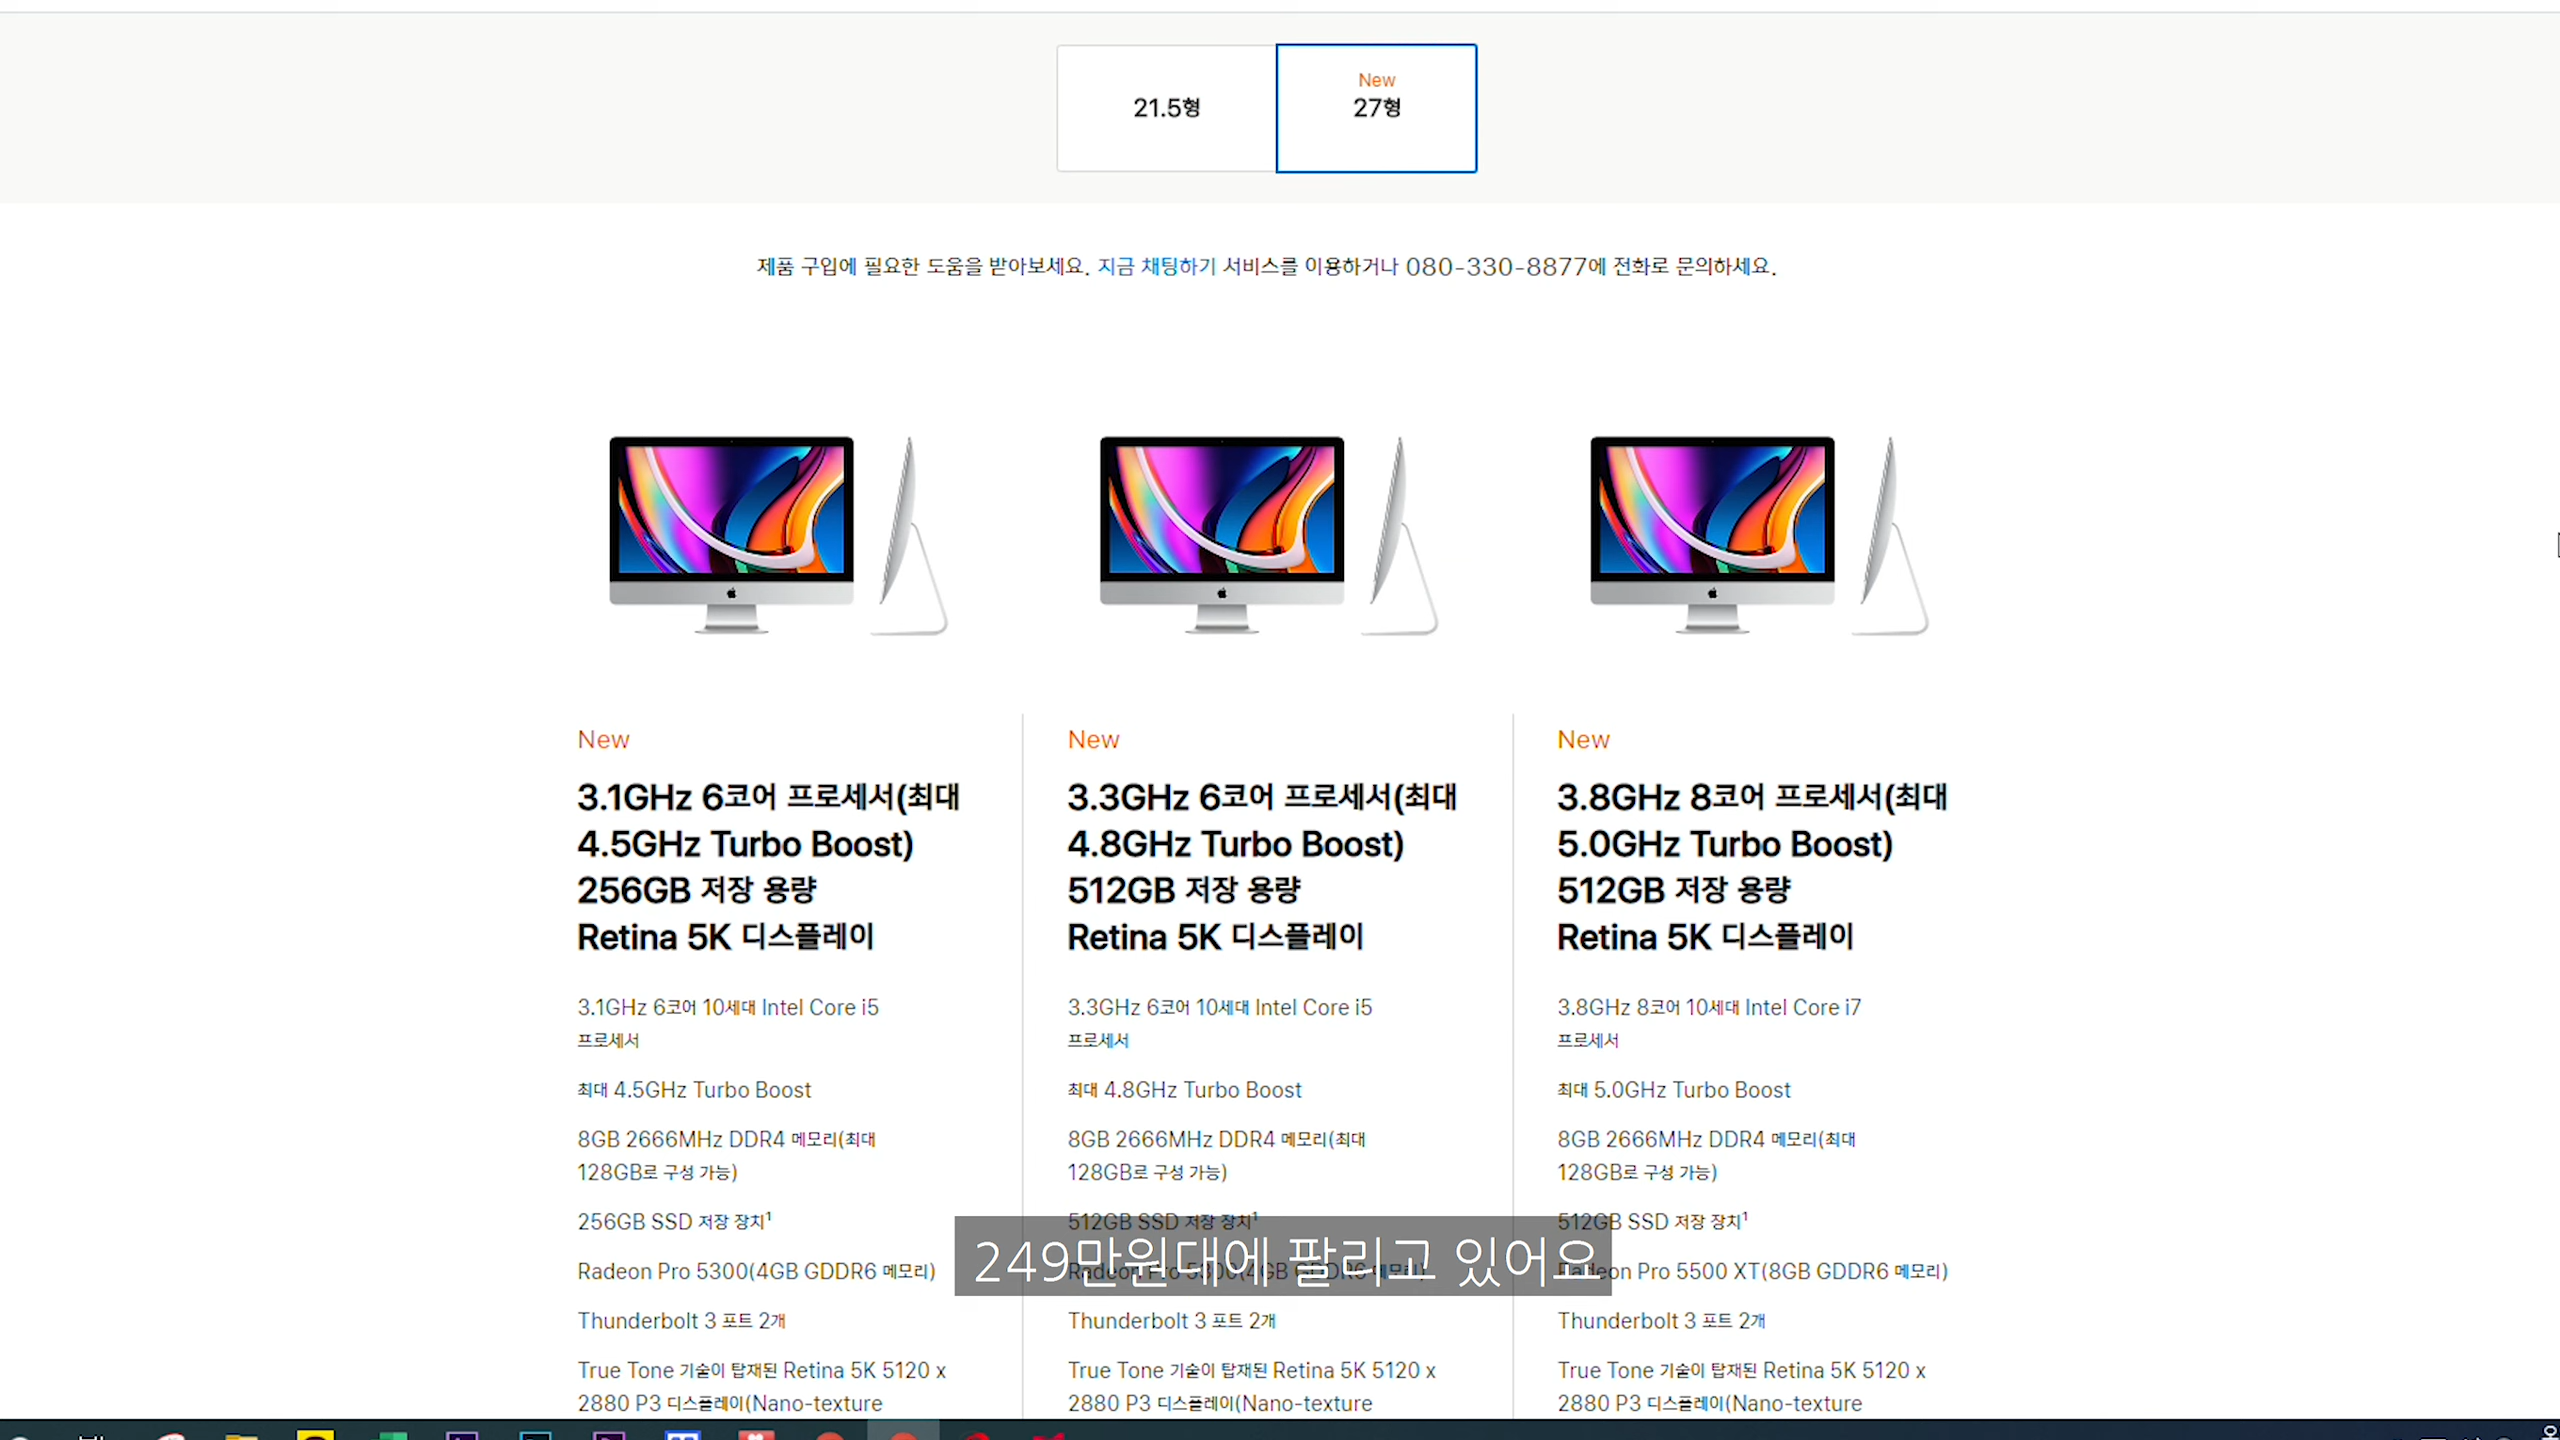 21.5형
New
27형
제품 구입에 필요한 도움을 받아보세요. 지금 채팅하기 서비스를 이용하거나 080-330-8877에 전화로 문의하세요.
New
3.1GHz 6코어 프로세서(최대
4.5GHz Turbo Boost)
256GB 저장 용량
Retina 5K 디스플레이
3.1GHz 6코어 10세대 Intel Core i5
프로세서
최대 4.5GHz Turbo Boost
8GB 2666MHz DDR4 메모리(최대
128GB로 구성 가능)
256GB SSD 저장 장치¹
Radeon Pro 5300(4GB GDDR6 메모리)
Thunderbolt 3 포트 2개
True Tone 기술이 탑재된 Retina 5K 5120 x
2880 P3 디스플레이(Nano-texture
New
3.3GHz 6코어 프로세서(최대
4.8GHz Turbo Boost)
512GB 저장 용량
Retina 5K 디스플레이
3.3GHz 6코어 10세대 Intel Core i5
프로세서
최대 4.8GHz Turbo Boost
8GB 2666MHz DDR4 메모리(최대
128GB로 구성 가능)
512GB SSD 저장 장치¹
Radeon Pro 5300(4GB GDDR6 메모리)
Thunderbolt 3 포트 2개
True Tone 기술이 탑재된 Retina 5K 5120 x
2880 P3 디스플레이(Nano-texture
New
3.8GHz 8코어 프로세서(최대
5.0GHz Turbo Boost)
512GB 저장 용량
Retina 5K 디스플레이
3.8GHz 8코어 10세대 Intel Core i7
프로세서
최대 5.0GHz Turbo Boost
8GB 2666MHz DDR4 메모리(최대
128GB로 구성 가능)
512GB SSD 저장 장치¹
Radeon Pro 5500 XT(8GB GDDR6 메모리)
Thunderbolt 3 포트 2개
True Tone 기술이 탑재된 Retina 5K 5120 x
2880 P3 디스플레이(Nano-texture
249만원대에 팔리고 있어요